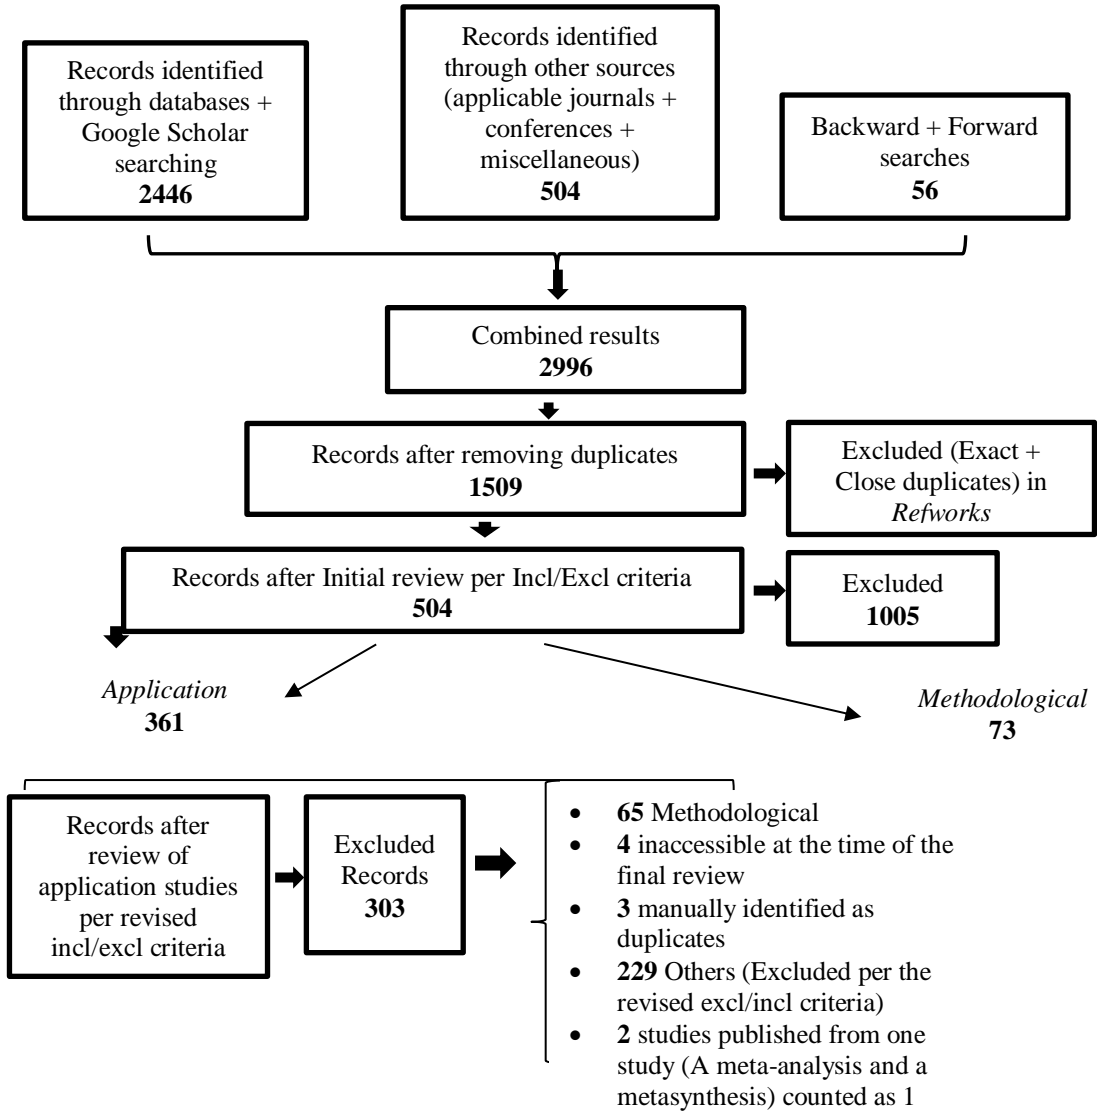 Records identified
through databases +
Google Scholar
searching
2446
Records identified
through other sources
(applicable journals +
conferences +
miscellaneous)
504
Backward + Forward
searches
56
Combined results
2996
Records after removing duplicates
1509
Excluded (Exact +
Close duplicates) in
Refworks
Records after Initial review per Incl/Excl criteria
504
Excluded
1005
Application
361
Methodological
73
Records after
review of
application studies
per revised
incl/excl criteria
Excluded
Records
303
• 65 Methodological
• 4 inaccessible at the time of the
final review
• 3 manually identified as
duplicates
• 229 Others (Excluded per the
revised excl/incl criteria)
• 2 studies published from one
study (A meta-analysis and a
metasynthesis) counted as 1